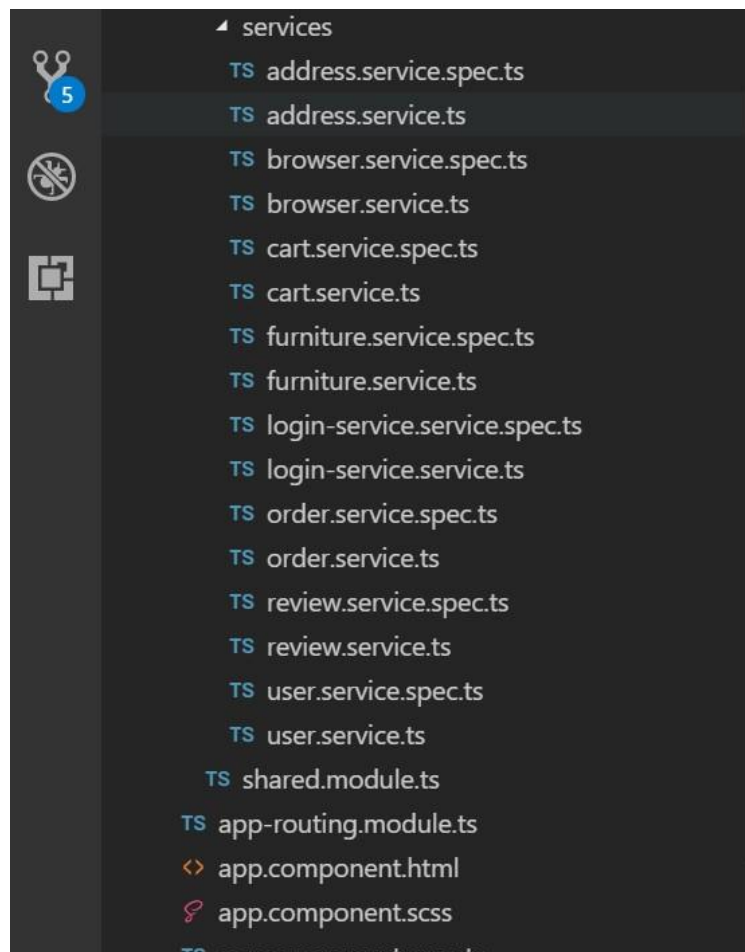 services
TS address.service.spec.ts
5
TS address.service.ts
TS browser.service.spec.ts
TS browser.service.ts
TS cart.service.spec.ts
TS cart.service.ts
TS furniture.service.spec.ts
TS furniture.service.ts
TS login-service.service.spec.ts
TS login-service.service.ts
TS order.service.spec.ts
TS order.service.ts
TS review.service.spec.ts
TS review.service.ts
TS user.service.spec.ts
TS user.service.ts
TS shared.module.ts
TS app-routing.module.ts
<> app.component.html
app.component.scss